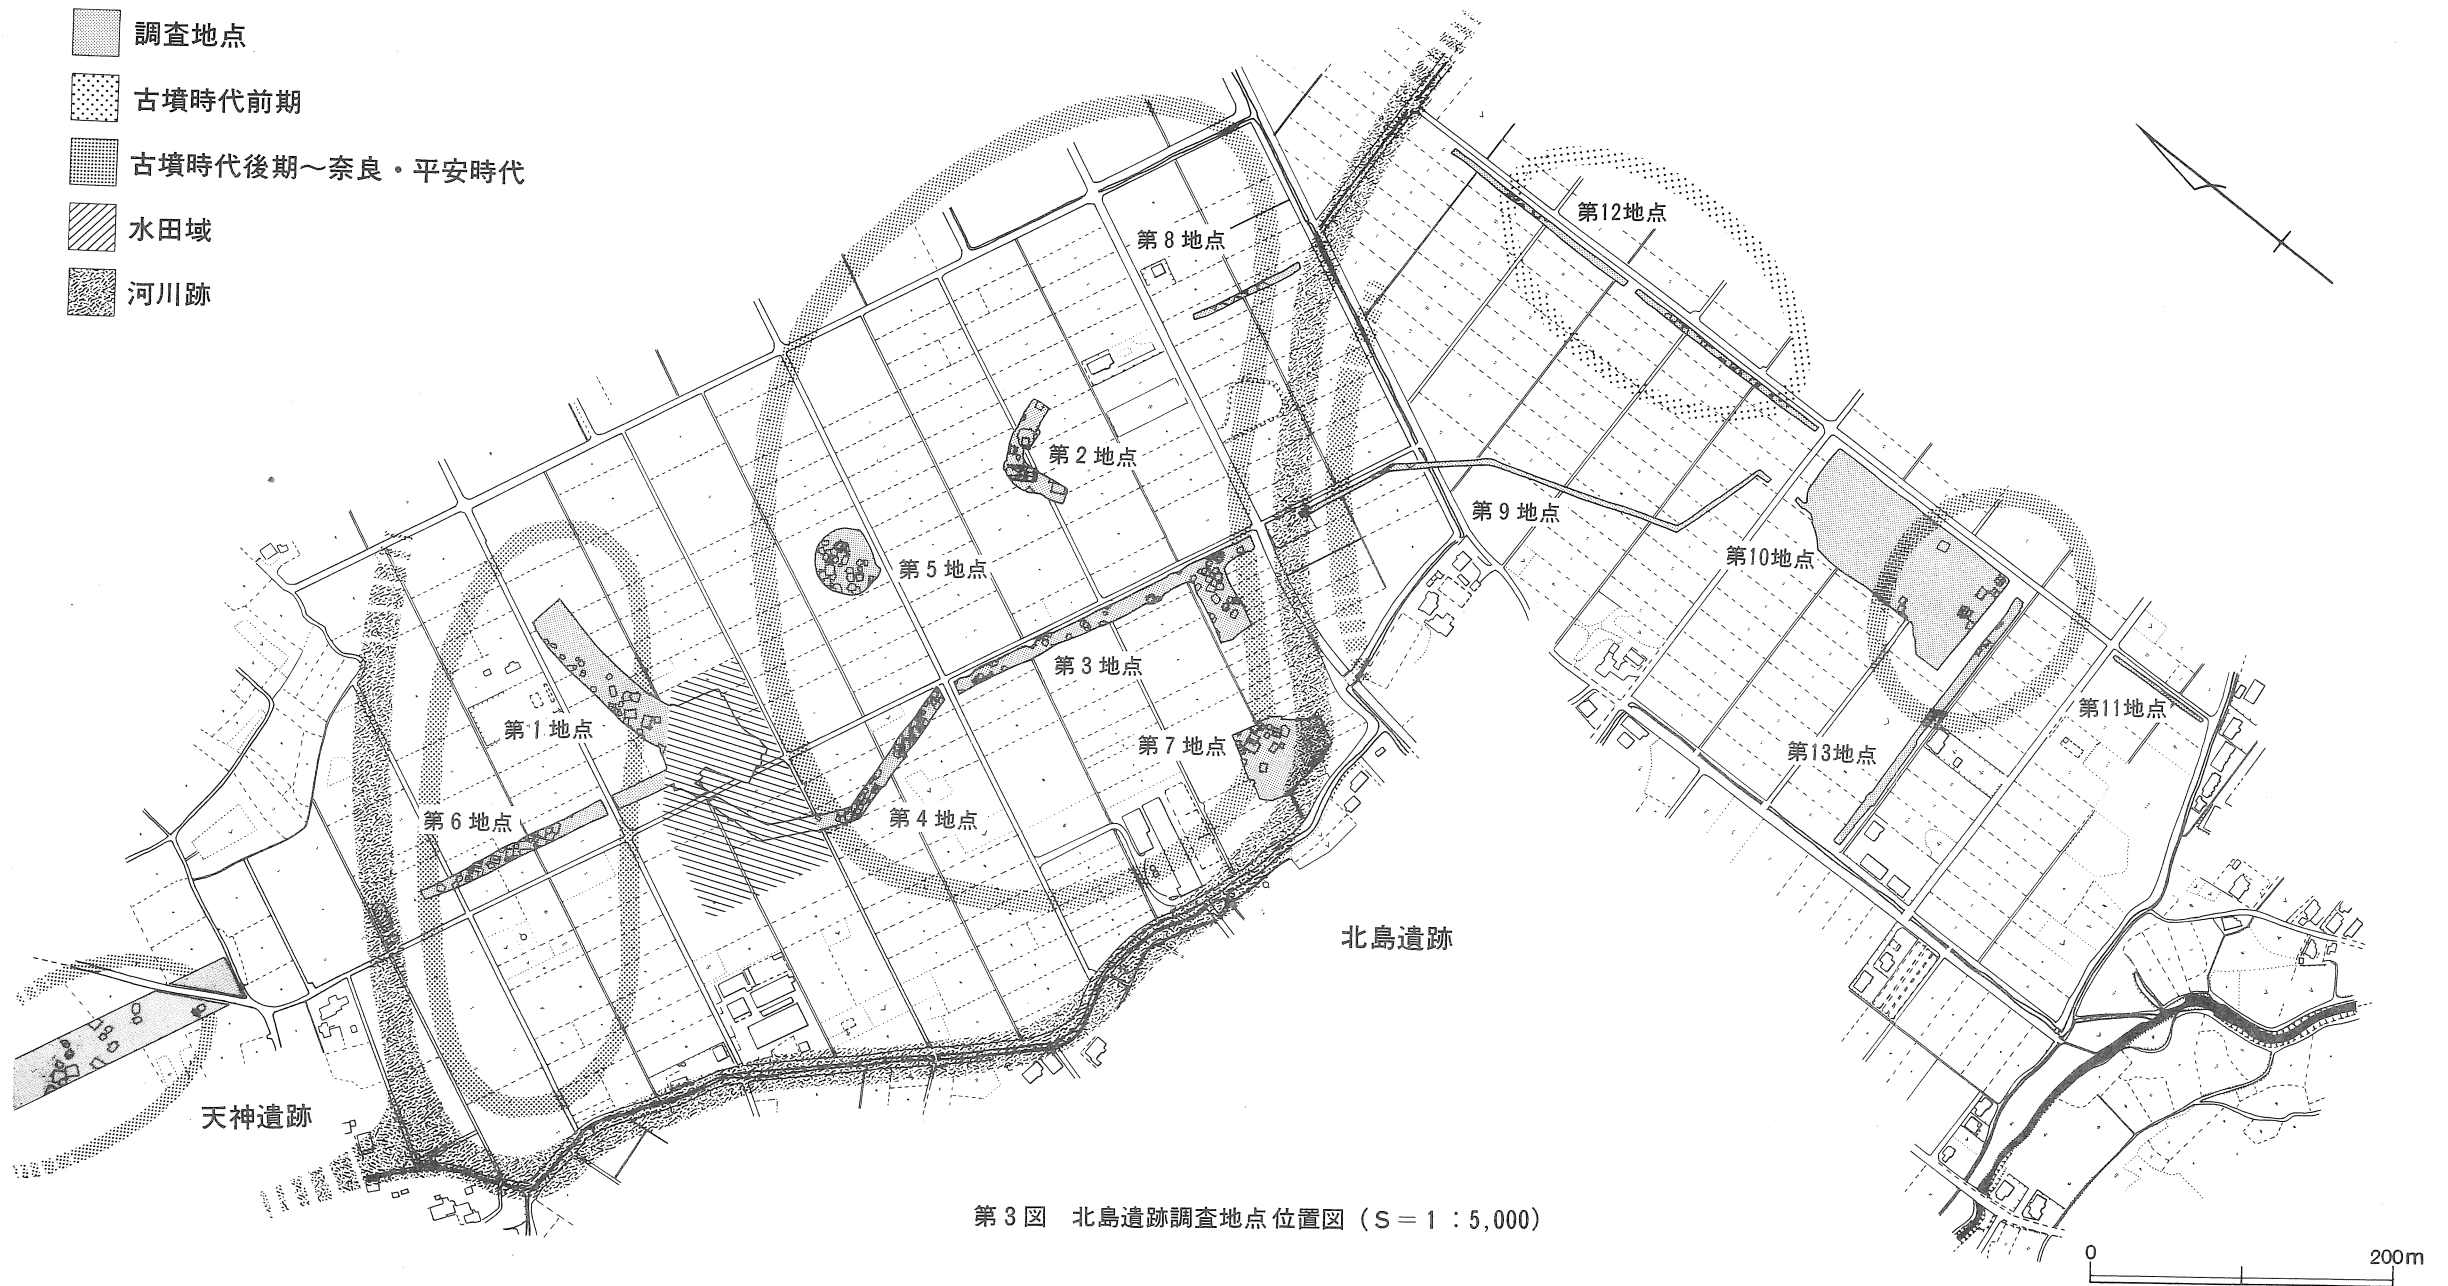 調査地点
古墳時代前期
古墳時代後期～奈良・平安時代
水田域
河川跡
第12地点
第8地点
第2地点
第9地点
第5地点
第10地点
第3地点
第1地点
第7地点
第11地点
第13地点
第6地点
第4地点
北島遺跡
天神遺跡
第3図 北島遺跡調査地点位置図(S=1:5,000)
0 200m